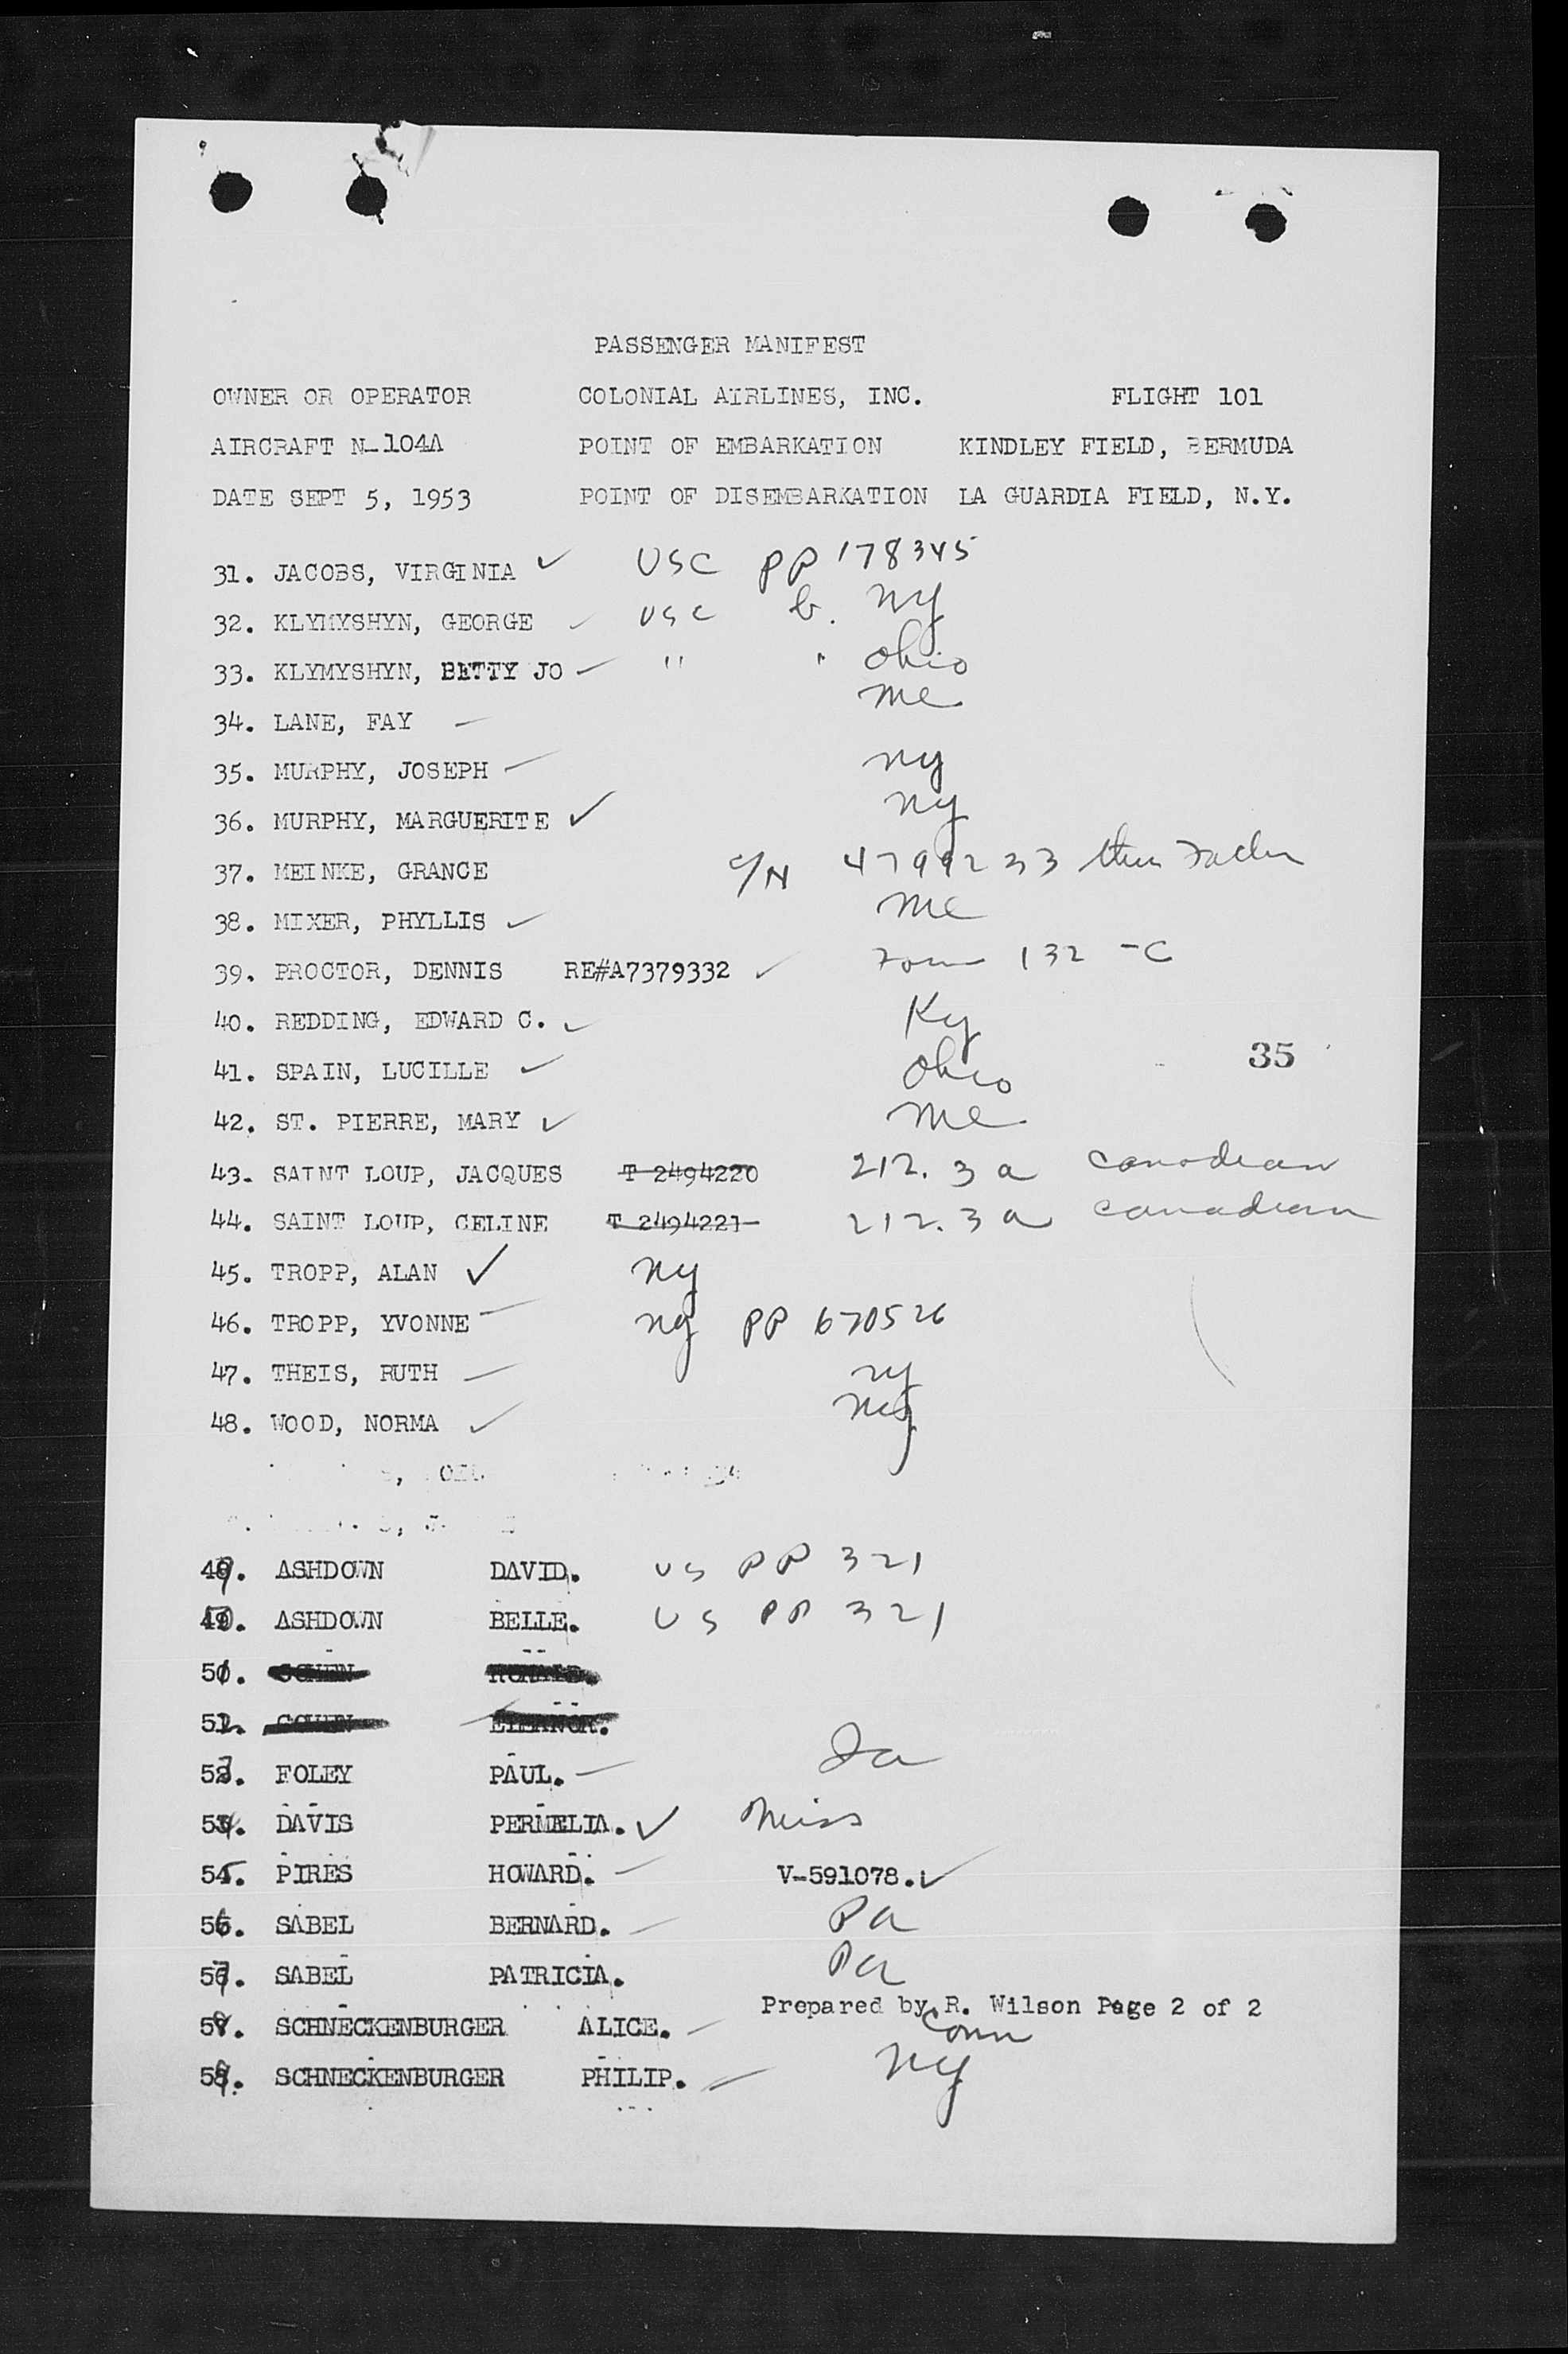 PASSENGER MANIFEST
OWNER OR OPERATOR COLONIAL AIRLINES, INC. FLIGHT 101
AIRCRAFT N-104A POINT OF EMBARKATION KINDLEY FIELD, BERMUDA
DATE SEPT 5, 1953 POINT OF DISEMBARKATION LA GUARDIA FIELD, N.Y.
31. JACOBS, VIRGINIA ✓ USC PP 178345
32. KLYMYSHYN, GEORGE USC b. NY
33. KLYMYSHYN, BETTY JO " " Ohio
34. LANE, FAY Me
35. MURPHY, JOSEPH NY
36. MURPHY, MARGUERITE ✓ NY
37. MEINKE, GRANCE C/N 4799233 thru Father
38. MIXER, PHYLLIS ✓ Me
39. PROCTOR, DENNIS RE#A7379332 ✓ 132-C
40. REDDING, EDWARD C. ✓ Ky
41. SPAIN, LUCILLE ✓ Ohio
35
42. ST. PIERRE, MARY ✓ Me
43. SAINT LOUP, JACQUES T 2494220 212.3a Canadian
44. SAINT LOUP, CELINE T 2494221 212.3a Canadian
45. TROPP, ALAN ✓ NY
46. TROPP, YVONNE NY PP 670526
47. THEIS, RUTH NY
48. WOOD, NORMA ✓ NY
49. ASHDOWN DAVID. US PP 321
50. ASHDOWN BELLE. US PP 321
51. COHEN
52. COHEN ELEANOR.
53. FOLEY PAUL. Ia
54. DAVIS PERMELIA. ✓ Miss
55. PIRES HOWARD. V-591078. ✓
56. SABEL BERNARD. Pa
57. SABEL PATRICIA. Pa
Prepared by R. Wilson Page 2 of 2
58. SCHNECKENBURGER ALICE. Conn
59. SCHNECKENBURGER PHILIP. NY